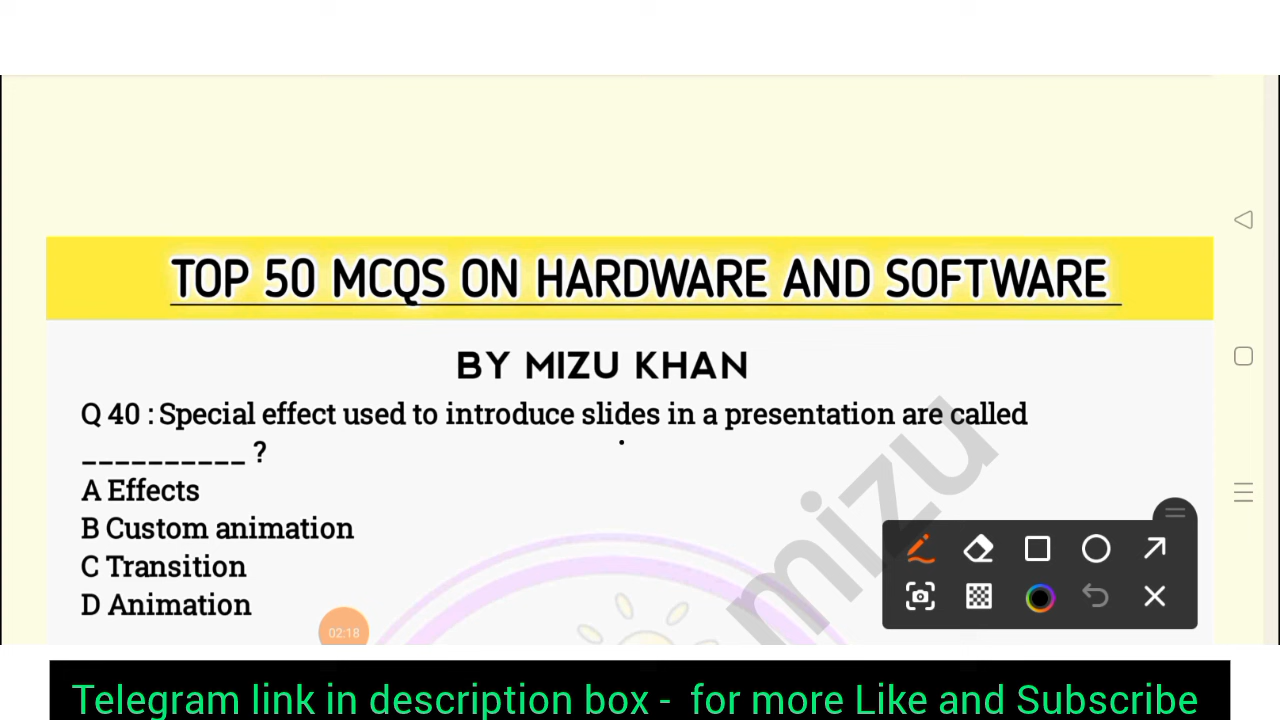 TOP 50 MCQS ON HARDWARE AND SOFTWARE
BY MIZU KHAN
Q 40 : Special effect used to introduce slides in a presentation are called
__________ ?
A Effects
B Custom animation
C Transition
D Animation
mizu
02:18
Telegram link in description box - for more Like and Subscribe